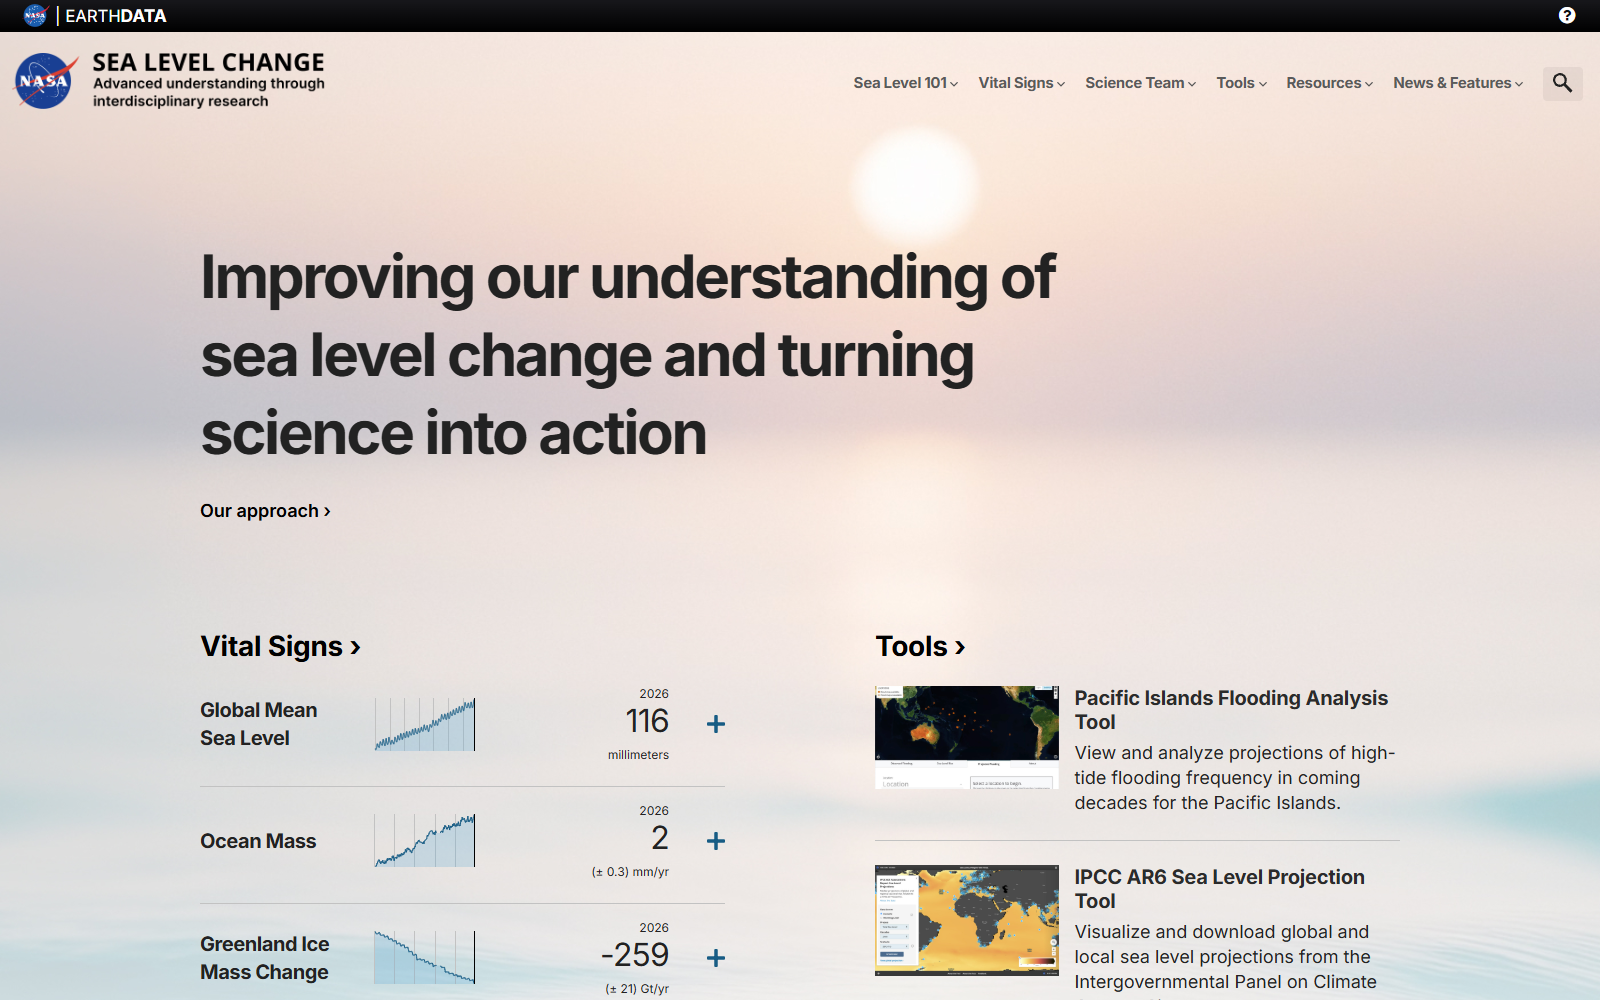 NASA | EARTHDATA
NASA
SEA LEVEL CHANGE
Advanced understanding through
interdisciplinary research
Sea Level 101
Vital Signs
Science Team
Tools
Resources
News & Features
Improving our understanding of
sea level change and turning
science into action
Our approach ›
Vital Signs ›
Global Mean
Sea Level
2026
116
millimeters
+
Ocean Mass
2026
2
(± 0.3) mm/yr
+
Greenland Ice
Mass Change
2026
-259
(± 21) Gt/yr
+
Tools ›
Location
Pacific Islands Flooding Analysis
Tool
View and analyze projections of high-
tide flooding frequency in coming
decades for the Pacific Islands.
IPCC AR6 Sea Level Projection
Tool
Visualize and download global and
local sea level projections from the
Intergovernmental Panel on Climate